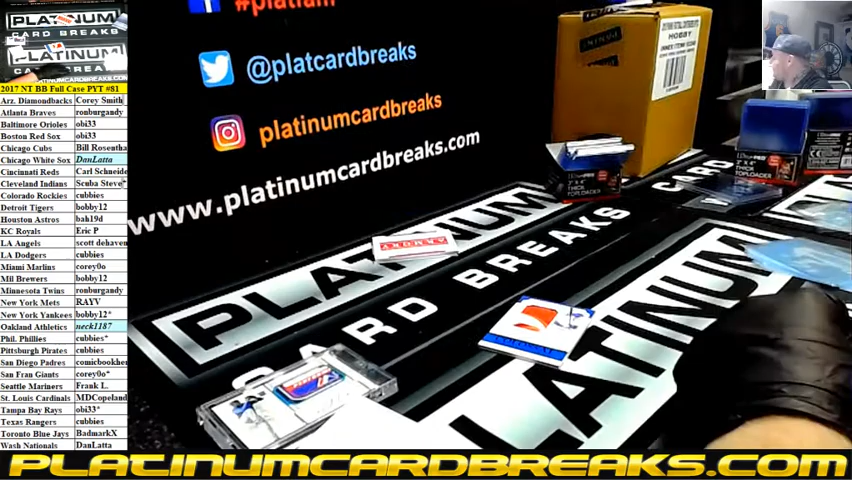 PLATINUM
CARD BREAKS
PLATINUM
2017 NT BB Full Case PYT #81
Arz. Diamondbacks Corey Smith
Atlanta Braves ronburgandy
Baltimore Orioles obi33
Boston Red Sox obi33
Chicago Cubs Bill Rosentha
Chicago White Sox DanLatta
Cincinnati Reds Carl Schneide
Cleveland Indians Scuba Steve*
Colorado Rockies cubbies
Detroit Tigers bobby12
Houston Astros bah19d
KC Royals Eric P
LA Angels scott dehaven
LA Dodgers cubbies
Miami Marlins corey0o
Mil Brewers bobby12
Minnesota Twins ronburgandy
New York Mets RAYV
New York Yankees bobby12*
Oakland Athletics neck1187
Phil. Phillies cubbies*
Pittsburgh Pirates cubbies
San Diego Padres comicbookher
San Fran Giants corey0o*
Seattle Mariners Frank L.
St. Louis Cardinals MDCopeland
Tampa Bay Rays obi33*
Texas Rangers cubbies
Toronto Blue Jays BadmarkX
Wash Nationals DanLatta
@platcardbreaks
platinumcardbreaks
www.platinumcardbreaks.com
HOBBY
3" X 4"
THICK
TOPLOADERS
PLATINUM
CARD BREAKS
PLATINUM
CARD
PLATINUMCARDBREAKS.COM